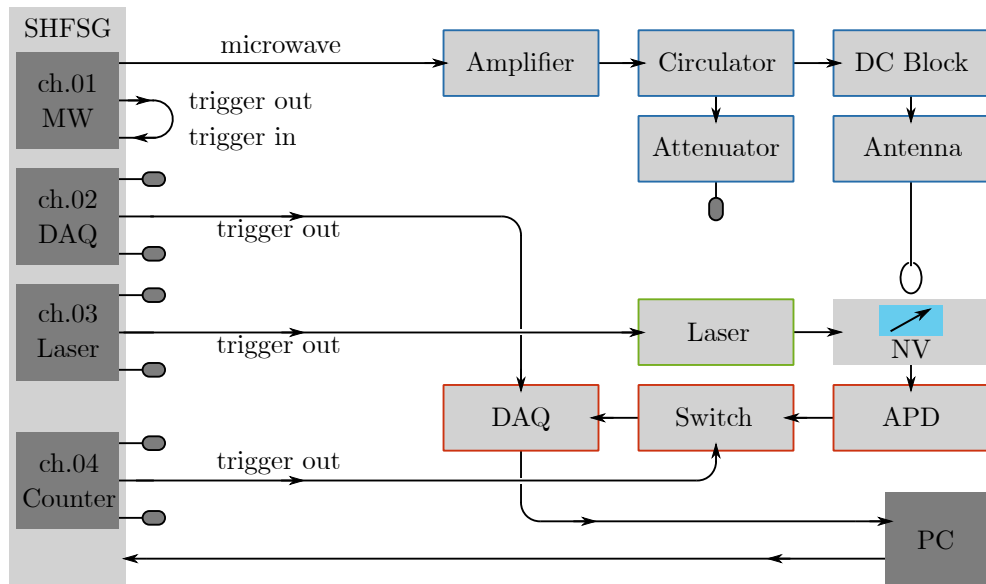 SHFSG
ch.01
MW
microwave
trigger out
trigger in
Amplifier
Circulator
DC Block
Attenuator
Antenna
ch.02
DAQ
trigger out
ch.03
Laser
trigger out
Laser
NV
DAQ
Switch
APD
ch.04
Counter
trigger out
PC